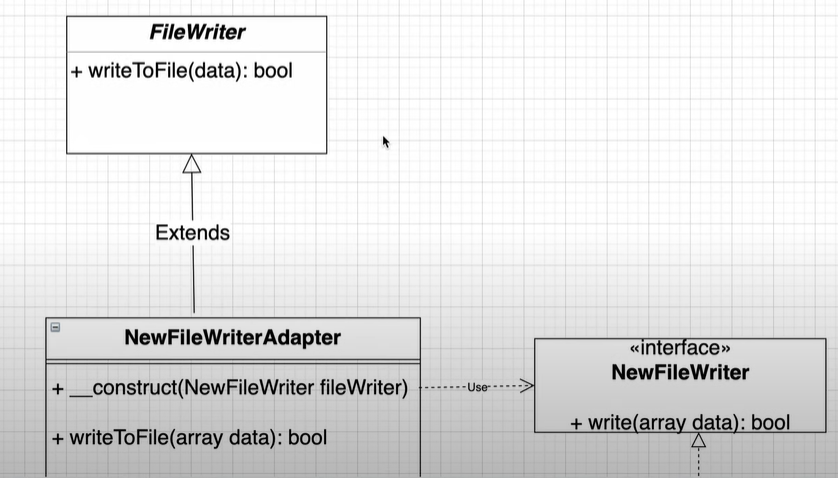 FileWriter
+ writeToFile(data): bool
Extends
NewFileWriterAdapter
+ __construct(NewFileWriter fileWriter)
+ writeToFile(array data): bool
Use
«interface»
NewFileWriter
+ write(array data): bool